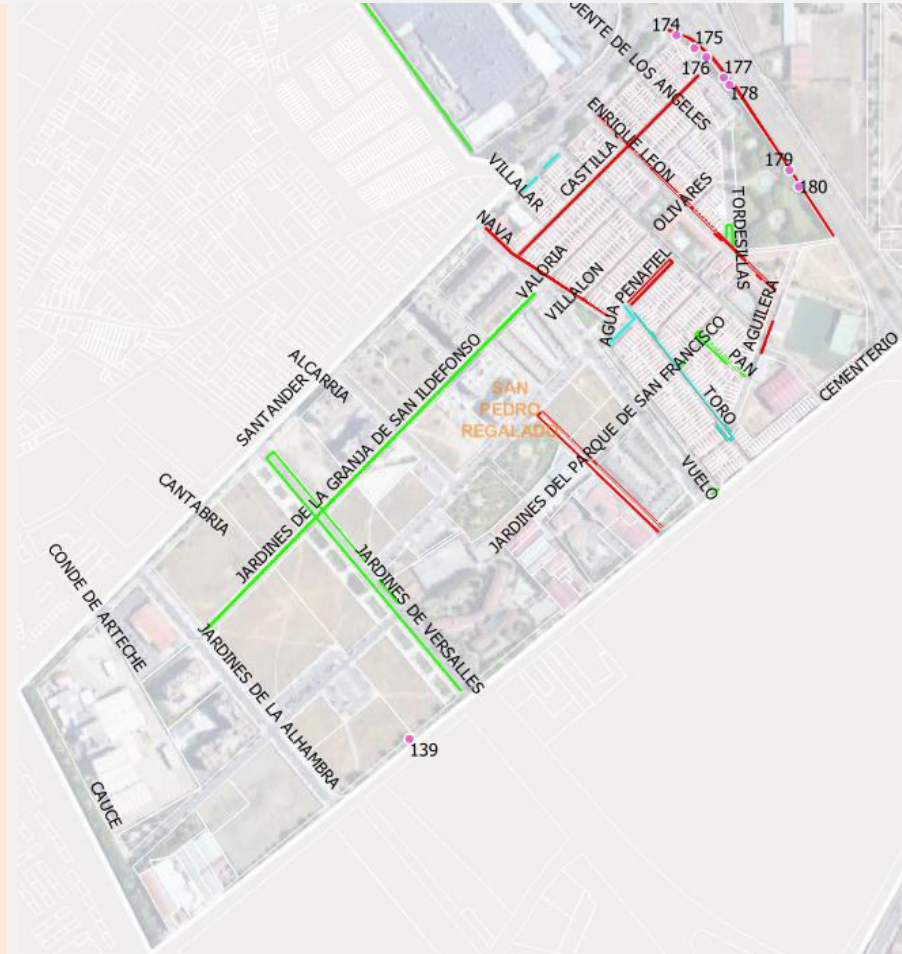 174
175
UENTE DE LOS ANGELES
176
177
178
ENRIQUE LEON
CASTILLA
VILLALAR
179
180
OLIVARES
TORDESILLAS
NAVA
VALORIA
VILLALON
PEÑAFIEL
AGUA
AGUILERA
PAN
CEMENTERIO
TORO
ALCARRIA
SANTANDER
JARDINES DE LA GRANJA DE SAN ILDEFONSO
SAN
PEDRO
REGALADO
JARDINES DEL PARQUE DE SAN FRANCISCO
VUELO
CANTABRIA
CONDE DE ARTECHE
JARDINES DE VERSALLES
JARDINES DE LA ALHAMBRA
139
CAUCE